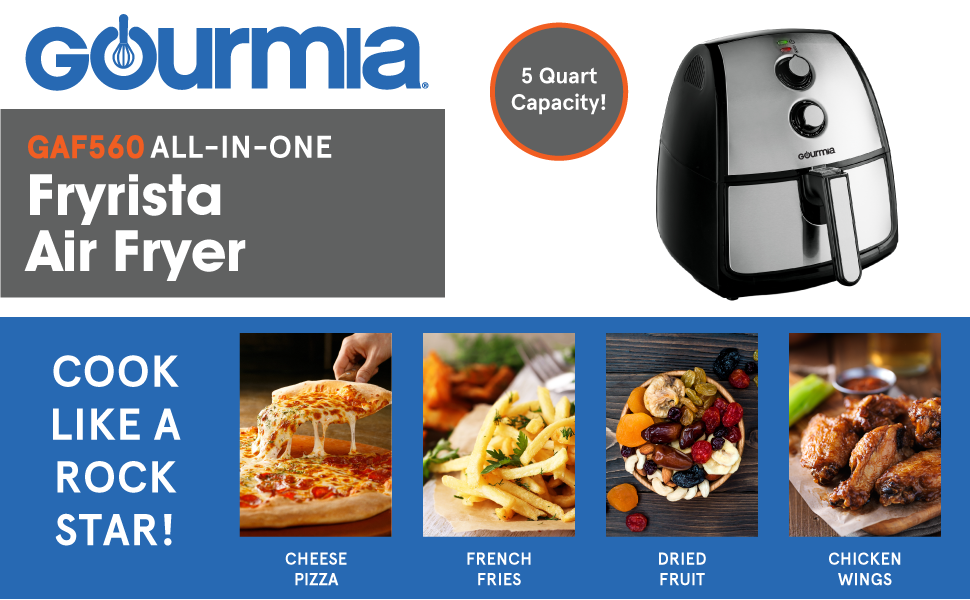 Gourmia®
5 Quart
Capacity!
GAF560 ALL-IN-ONE
Fryrista
Air Fryer
Gourmia
COOK
LIKE A
ROCK
STAR!
CHEESE
PIZZA
FRENCH
FRIES
DRIED
FRUIT
CHICKEN
WINGS